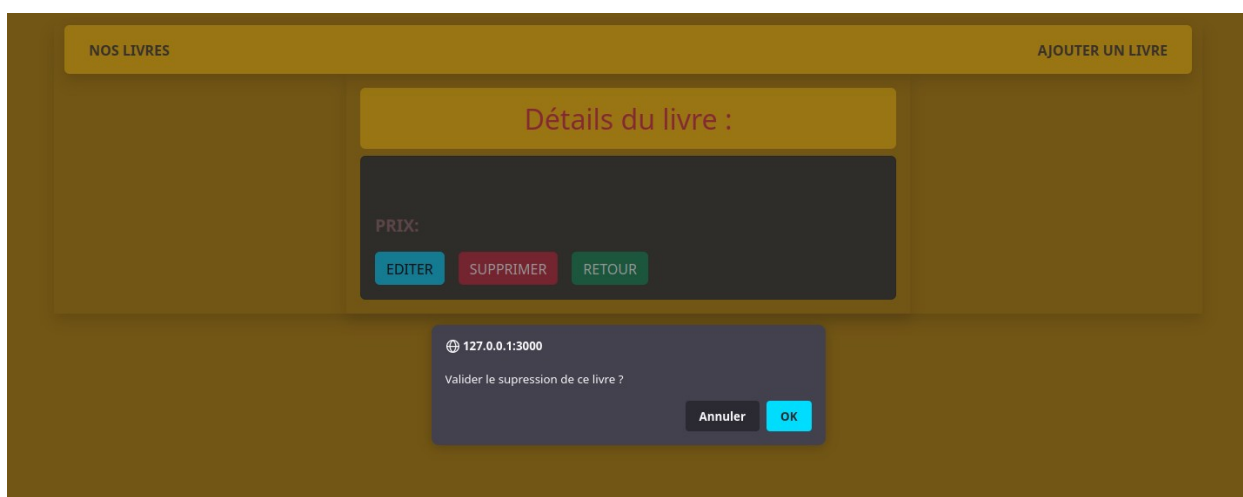 NOS LIVRES
AJOUTER UN LIVRE
Détails du livre :
PRIX:
EDITER SUPPRIMER RETOUR
127.0.0.1:3000
Valider le supression de ce livre ?
Annuler OK